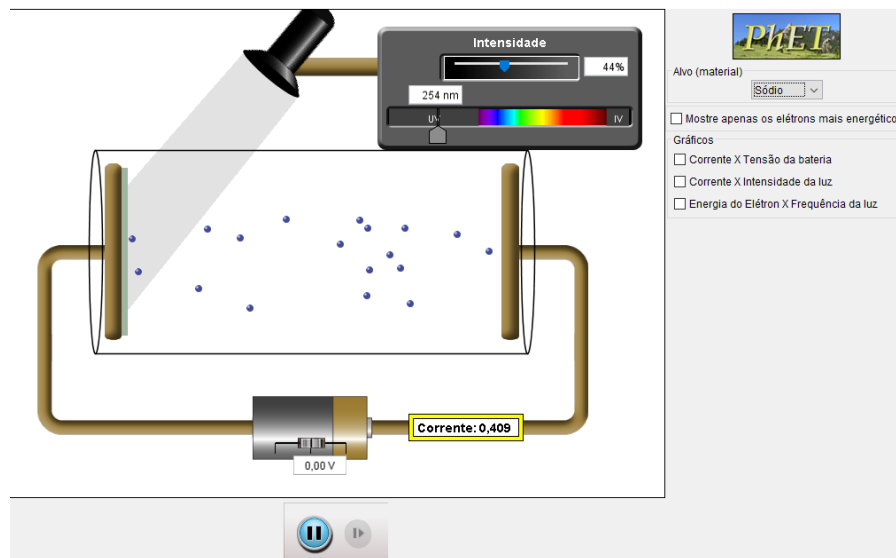 Intensidade
44%
254 nm
UV
IV
PhET
Alvo (material)
Sódio
Mostre apenas os elétrons mais energético
Gráficos
Corrente X Tensão da bateria
Corrente X Intensidade da luz
Energia do Elétron X Frequência da luz
Corrente: 0,409
0,00 V